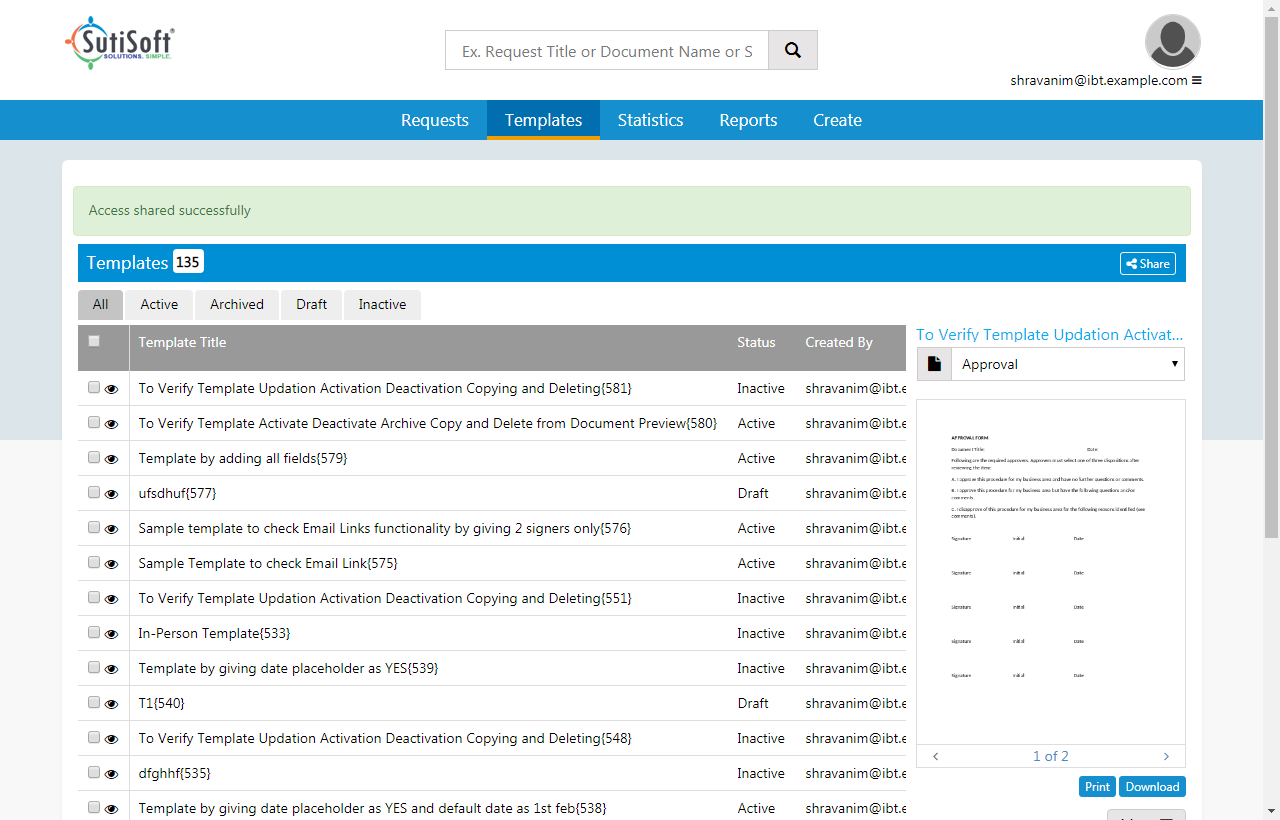 SutiSoft®
SOLUTIONS. SIMPLE.
Ex. Request Title or Document Name or S
shravanim@ibt.example.com
Requests Templates Statistics Reports Create
Access shared successfully
Templates 135
Share
All Active Archived Draft Inactive
Template Title Status Created By
To Verify Template Updation Activation Deactivation Copying and Deleting{581} Inactive shravanim@ibt.e
To Verify Template Activate Deactivate Archive Copy and Delete from Document Preview{580} Active shravanim@ibt.e
Template by adding all fields{579} Active shravanim@ibt.e
ufsdhuf{577} Draft shravanim@ibt.e
Sample template to check Email Links functionality by giving 2 signers only{576} Active shravanim@ibt.e
Sample Template to check Email Link{575} Active shravanim@ibt.e
To Verify Template Updation Activation Deactivation Copying and Deleting{551} Inactive shravanim@ibt.e
In-Person Template{533} Inactive shravanim@ibt.e
Template by giving date placeholder as YES{539} Inactive shravanim@ibt.e
T1{540} Draft shravanim@ibt.e
To Verify Template Updation Activation Deactivation Copying and Deleting{548} Inactive shravanim@ibt.e
dfghhf{535} Inactive shravanim@ibt.e
Template by giving date placeholder as YES and default date as 1st feb{538} Active shravanim@ibt.e
To Verify Template Updation Activat...
Approval
APPROVAL FORM
Document Title: Date:
Following are the required approvers. Approvers must select one of three dispositions after
reviewing the item:
A. I approve this procedure for my business area and have no further questions or comments.
B. I approve this procedure for my business area but have the following questions and/or
comments.
C. I disapprove of this procedure for my business area for the following reasons identified (see
comments).
Signature Initial Date
Signature Initial Date
Signature Initial Date
Signature Initial Date
Signature Initial Date
1 of 2
Print Download